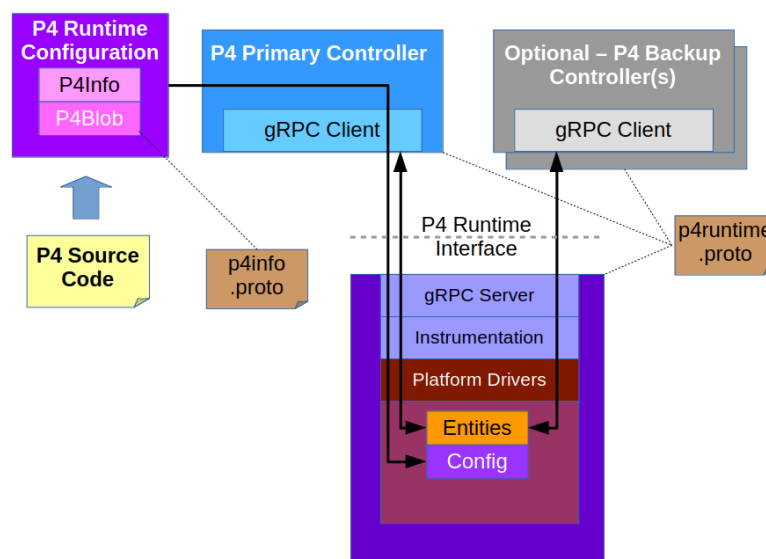 P4 Runtime
Configuration
P4Info
P4Blob
P4 Primary Controller
gRPC Client
Optional – P4 Backup
Controller(s)
gRPC Client
P4 Source
Code
p4info
.proto
P4 Runtime
Interface
p4runtime
.proto
gRPC Server
Instrumentation
Platform Drivers
Entities
Config